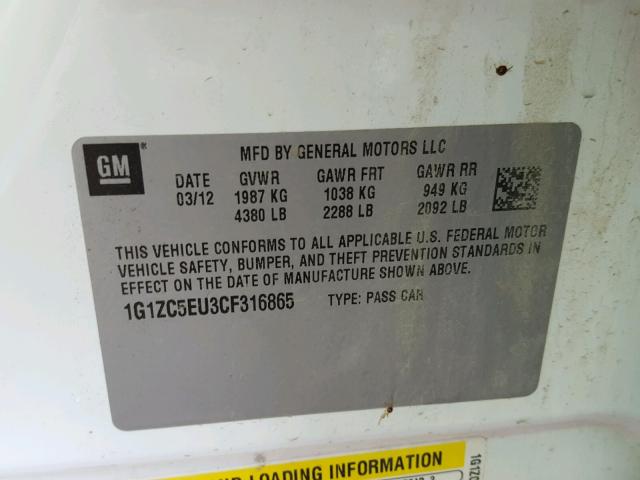 GM
MFD BY GENERAL MOTORS LLC
DATE GVWR GAWR FRT GAWR RR
03/12 1987 KG 1038 KG 949 KG
4380 LB 2288 LB 2092 LB
THIS VEHICLE CONFORMS TO ALL APPLICABLE U.S. FEDERAL MOTOR
VEHICLE SAFETY, BUMPER, AND THEFT PREVENTION STANDARDS IN
EFFECT ON THE DATE OF MANUFACTURE SHOWN ABOVE.
1G1ZC5EU3CF316865 TYPE: PASS CAR
LOADING INFORMATION